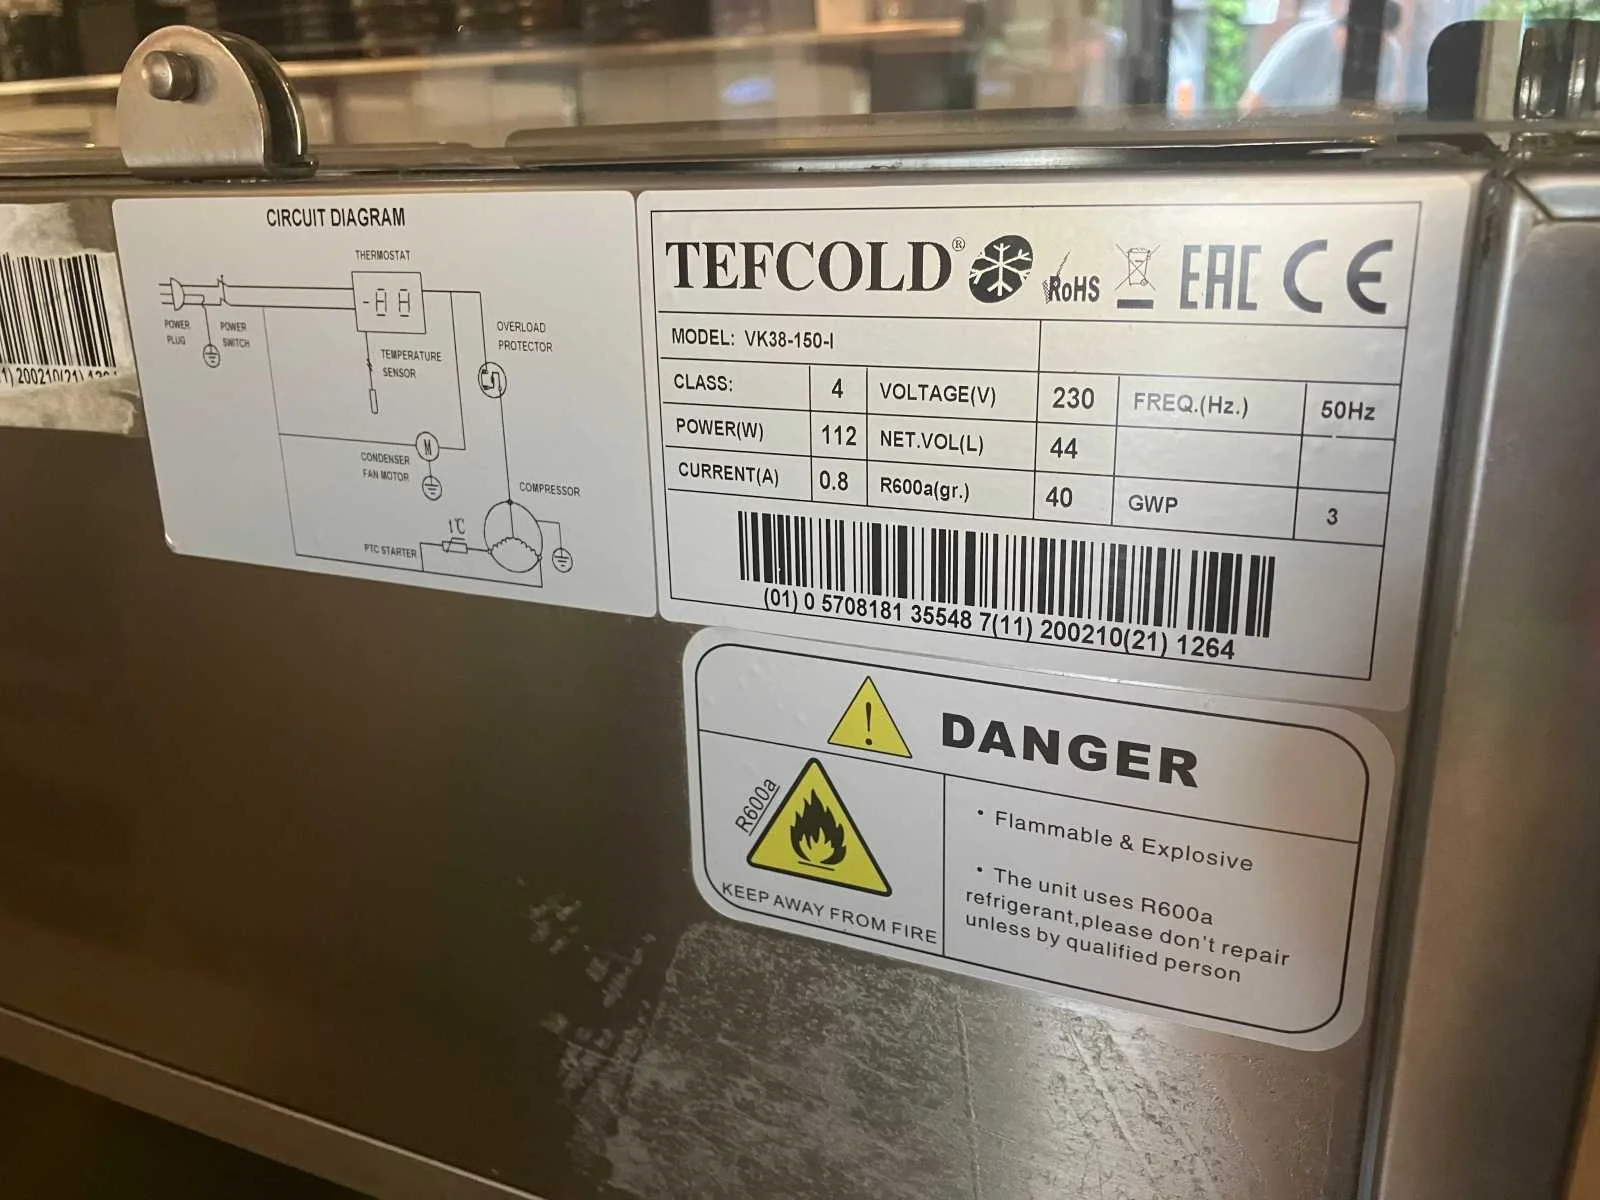 CIRCUIT DIAGRAM
THERMOSTAT
POWER
PLUG
POWER
SWITCH
TEMPERATURE
SENSOR
OVERLOAD
PROTECTOR
M
CONDENSER
FAN MOTOR
COMPRESSOR
t℃
PTC STARTER
1) 200210(21)
TEFCOLD® RoHS EAC CE
MODEL: VK38-150-I
CLASS: 4 VOLTAGE(V) 230 FREQ.(Hz.) 50Hz
POWER(W) 112 NET.VOL(L) 44
CURRENT(A) 0.8 R600a(gr.) 40 GWP 3
(01) 0 5708181 35548 7(11) 200210(21) 1264
! DANGER
R600a
KEEP AWAY FROM FIRE
• Flammable & Explosive
• The unit uses R600a
refrigerant,please don't repair
unless by qualified person